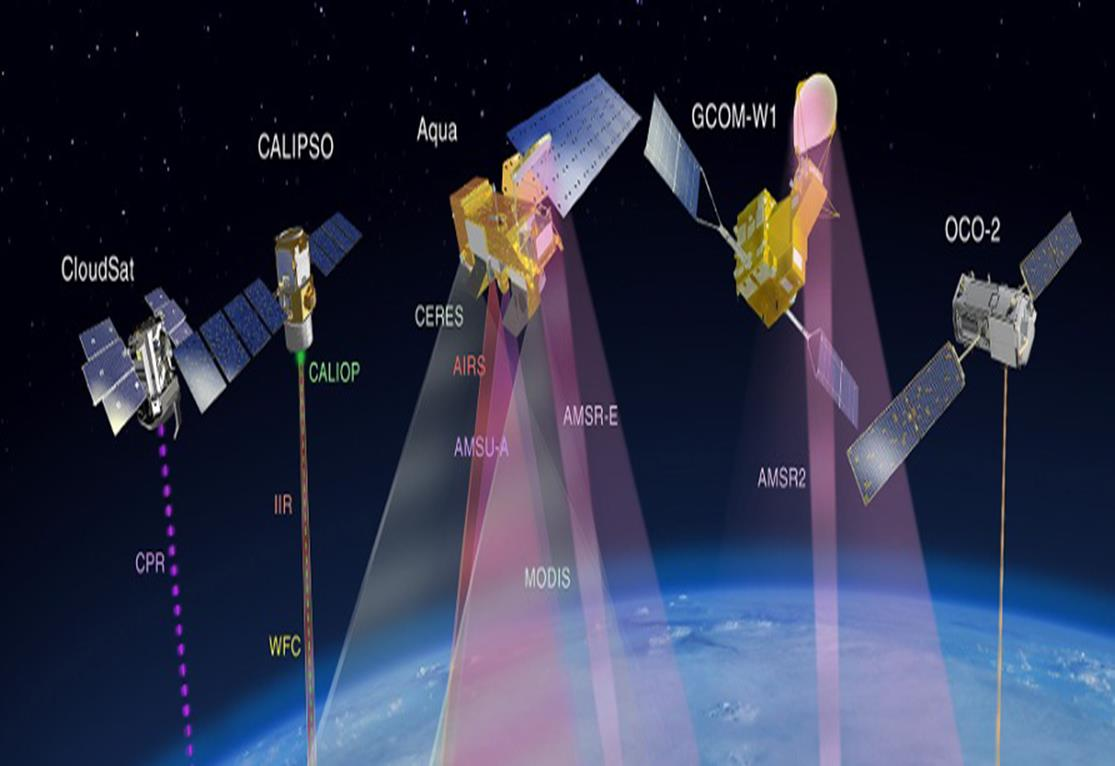 Aqua
GCOM-W1
CALIPSO
OCO-2
CloudSat
CERES
AIRS
CALIOP
AMSR-E
AMSU-A
AMSR2
IIR
CPR
MODIS
WFC